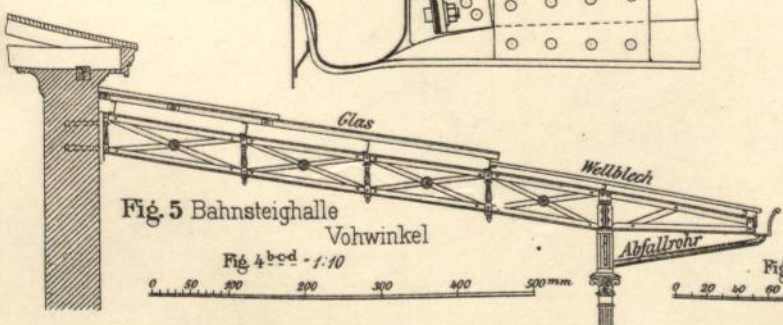 Glas
Wellblech
Fig. 5 Bahnsteighalle
Vohwinkel
Abfallrohr
Fig. 4 b-c-d - 1:10
Fig
0 50 100 200 300 400 500 mm
0 20 40 60